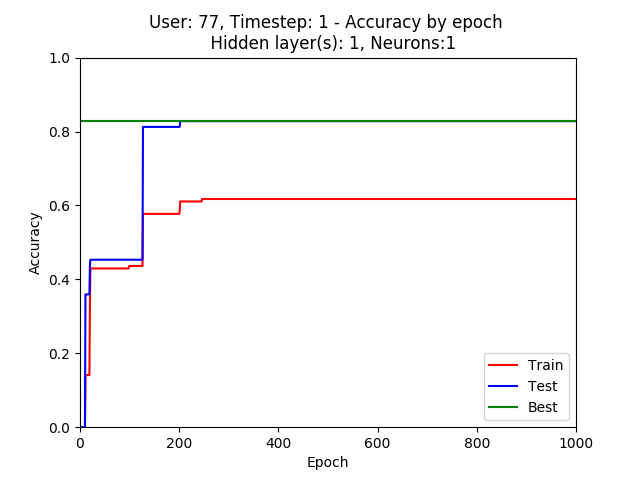 User: 77, Timestep: 1 - Accuracy by epoch
Hidden layer(s): 1, Neurons:1
1.0
0.8
0.6
0.4
0.2
0.0
Accuracy
Train
Test
Best
0 200 400 600 800 1000
Epoch